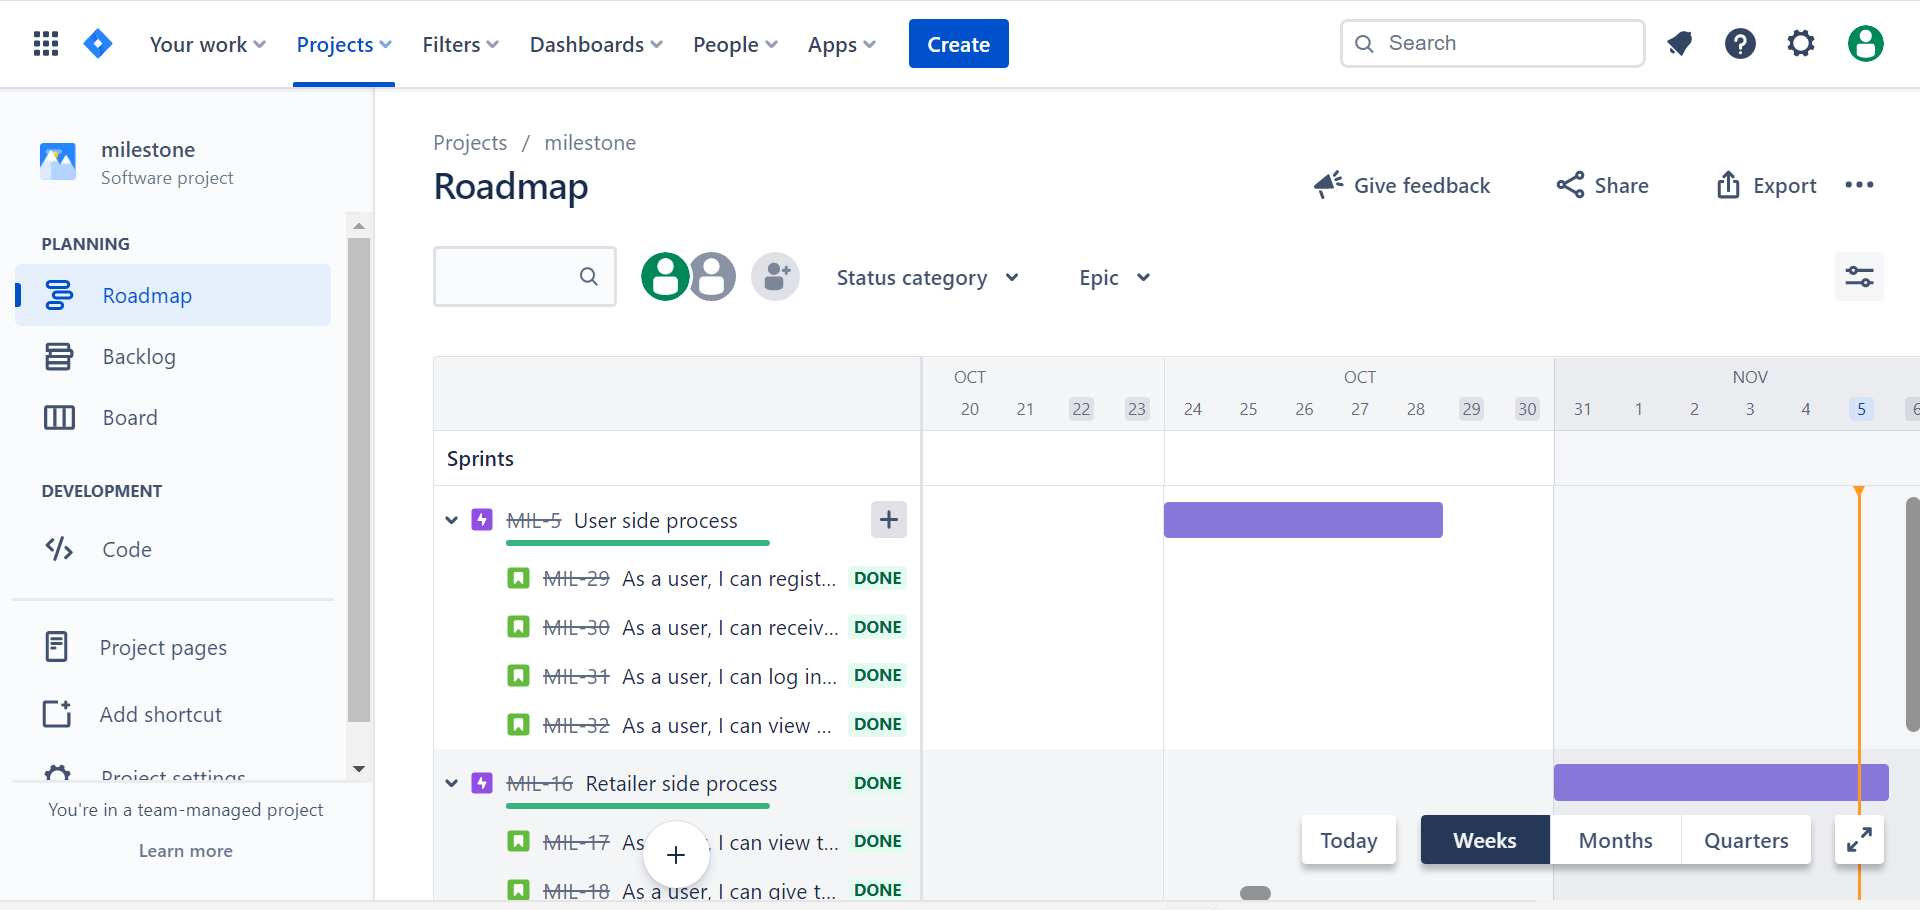 Your work Projects Filters Dashboards People Apps Create Search
milestone
Software project
PLANNING
Roadmap
Backlog
Board
DEVELOPMENT
Code
Project pages
Add shortcut
Project settings
You're in a team-managed project
Learn more
Projects / milestone
Roadmap
Give feedback Share Export
Status category Epic
OCT OCT NOV
20 21 22 23 24 25 26 27 28 29 30 31 1 2 3 4 5 6
Sprints
MIL-5 User side process
MIL-29 As a user, I can regist... DONE
MIL-30 As a user, I can receiv... DONE
MIL-31 As a user, I can log in... DONE
MIL-32 As a user, I can view ... DONE
MIL-16 Retailer side process DONE
MIL-17 As , I can view t... DONE
MIL-18 As a user, I can give t... DONE
Today Weeks Months Quarters